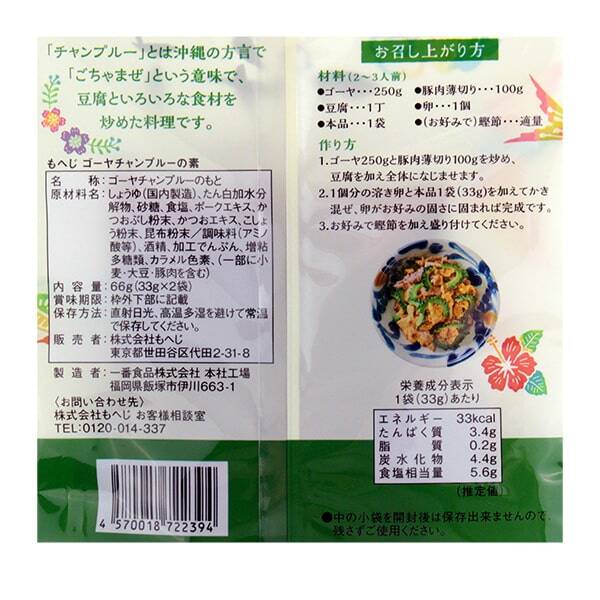 「チャンプルー」とは沖縄の方言で
「ごちゃまぜ」という意味で、
豆腐といろいろな食材を
炒めた料理です。
もへじ ゴーヤチャンプルーの素
名 称：ゴーヤチャンプルーのもと
原材料名：しょうゆ(国内製造)、たん白加水分
解物、砂糖、食塩、ポークエキス、か
つおぶし粉末、かつおエキス、こしょ
う粉末、昆布粉末／調味料(アミノ
酸等)、酒精、加工でんぷん、増粘
多糖類、カラメル色素、(一部に小
麦・大豆・豚肉を含む)
内 容 量：66g(33g×2袋)
賞味期限：枠外下部に記載
保存方法：直射日光、高温多湿を避けて常温
で保存してください。
販 売 者：株式会社もへじ
東京都世田谷区代田2-31-8
製 造 者：一番食品株式会社 本社工場
福岡県飯塚市伊川663-1
〈お問い合わせ先〉
株式会社もへじ お客様相談室
TEL：0120-014-337
4 570018 722394
お召し上がり方
材料(2～3人前)
●ゴーヤ・・・250g ●豚肉薄切り・・・100g
●豆腐・・・1丁 ●卵・・・1個
●本品・・・1袋 ●(お好みで)鰹節・・・適量
作り方
1.ゴーヤ250gと豚肉薄切り100gを炒め、
豆腐を加え全体になじませます。
2.1個分の溶き卵と本品1袋(33g)を加えてかき
混ぜ、卵がお好みの固さに固まれば完成です。
3.お好みで鰹節を加え盛り付けてください。
栄養成分表示
1袋(33g)あたり
エネルギー 33kcal
たんぱく質 3.4g
脂質 0.2g
炭水化物 4.4g
食塩相当量 5.6g
(推定値)
●中の小袋を開封後は保存出来ませんので、
残さずご使用ください。